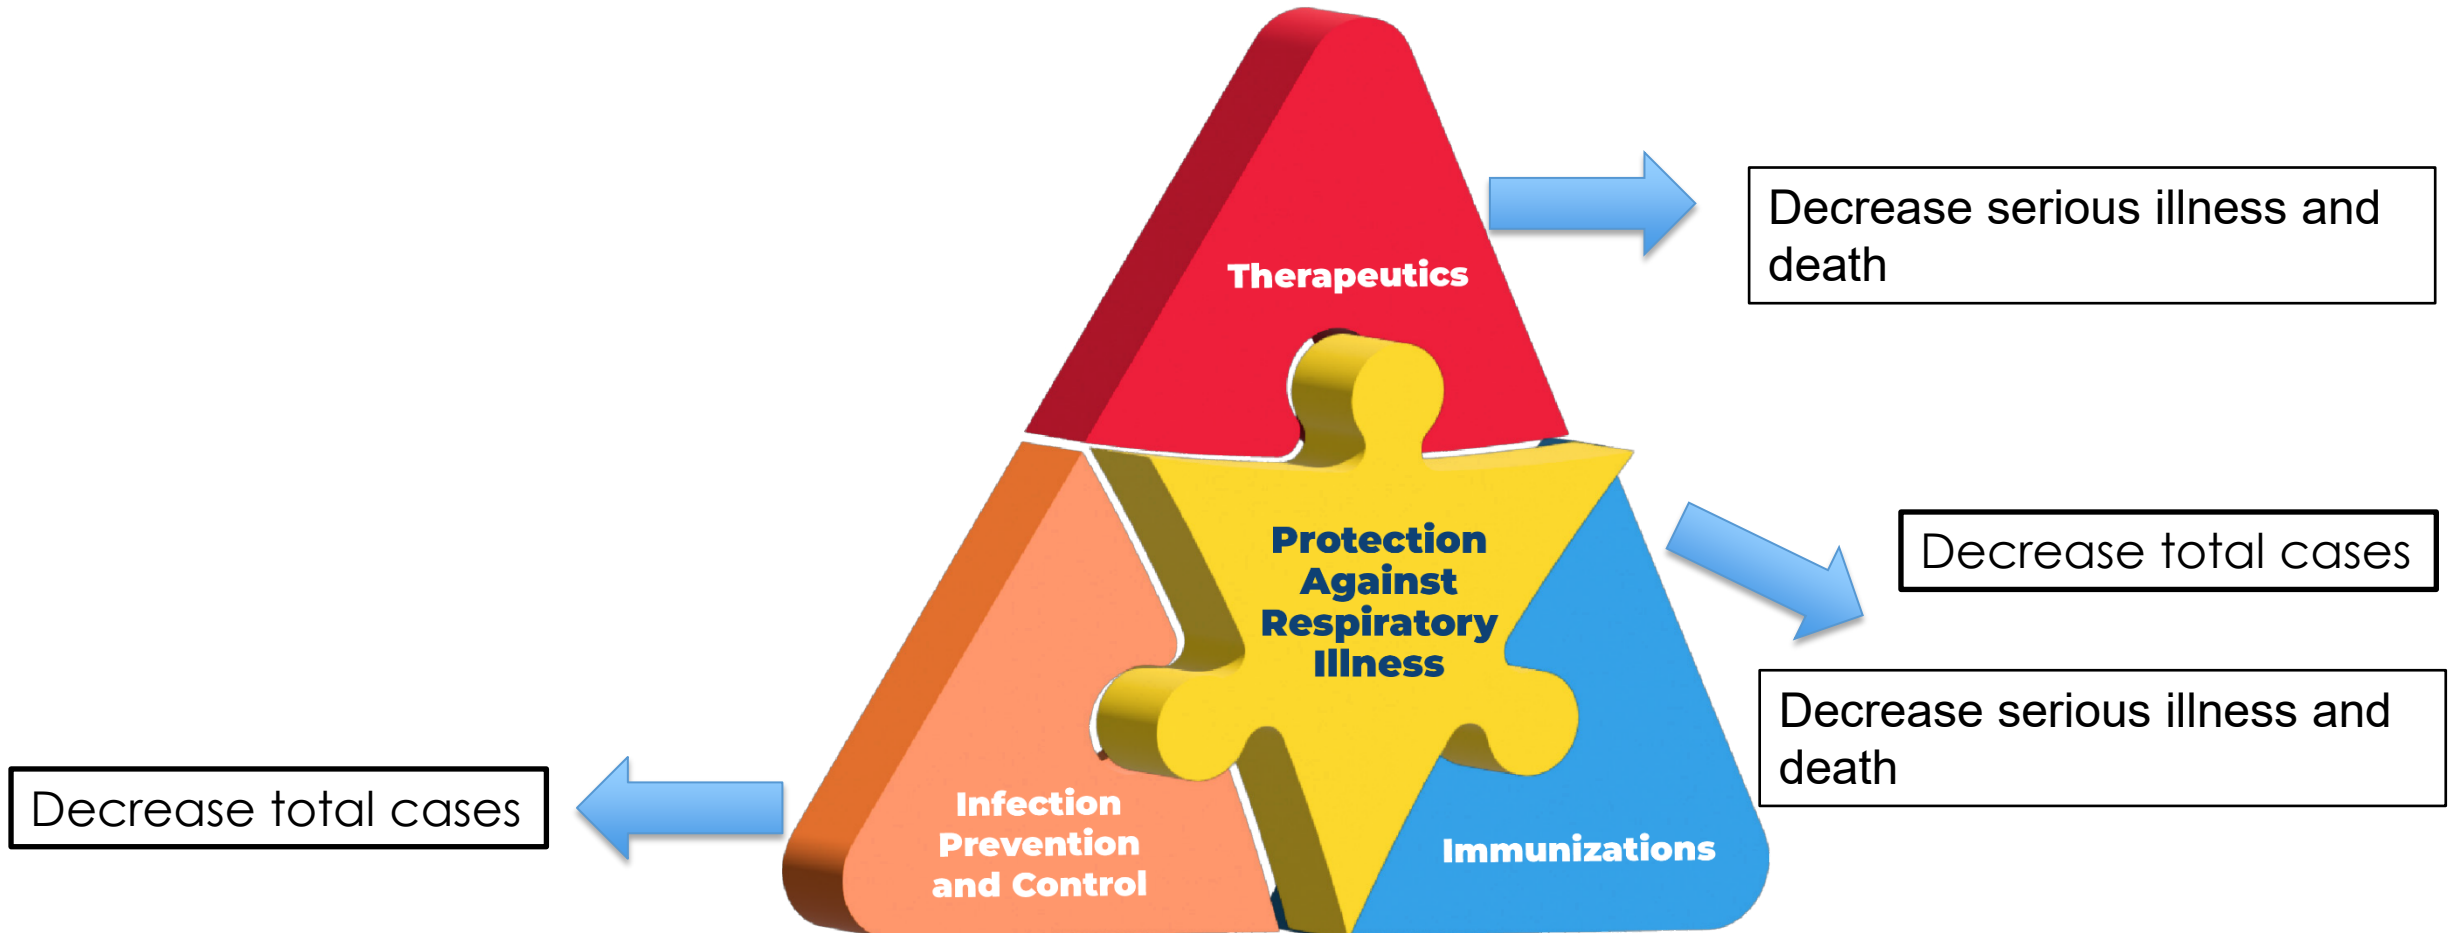 Therapeutics
Decrease serious illness and
death
Protection
Against
Respiratory
Illness
Decrease total cases
Decrease serious illness and
death
Decrease total cases
Infection
Prevention
and Control
Immunizations